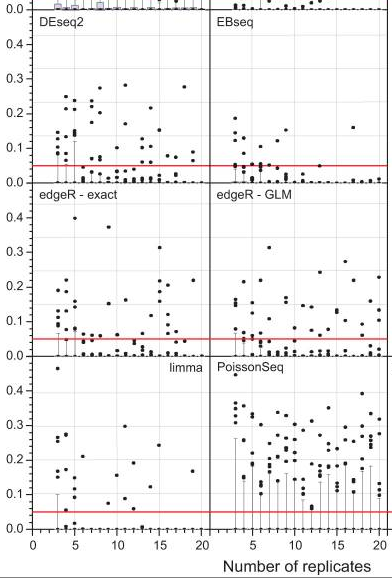 0.0
DEseq2
EBseq
0.4
0.3
0.2
0.1
0.0
edgeR - exact
edgeR - GLM
0.4
0.3
0.2
0.1
0.0
limma
PoissonSeq
0.4
0.3
0.2
0.1
0.0
0 5 10 15 20 5 10 15 20
Number of replicates